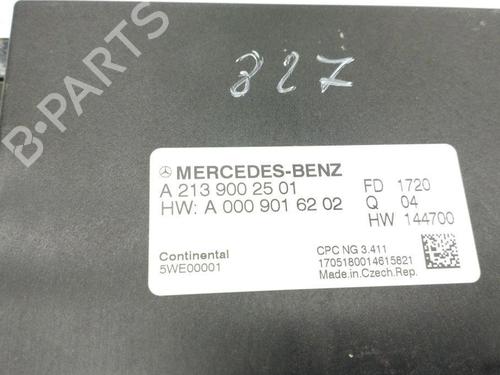 327
B-PARTS
MERCEDES-BENZ
A 213 900 25 01
HW: A 000 901 62 02
FD 1720
Q 04
HW 144700
Continental
5WE00001
CPC NG 3.411
1705180014615821
Made.in.Czech.Rep.